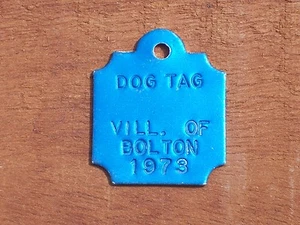 DOG TAG
VILL. OF
BOLTON
1973